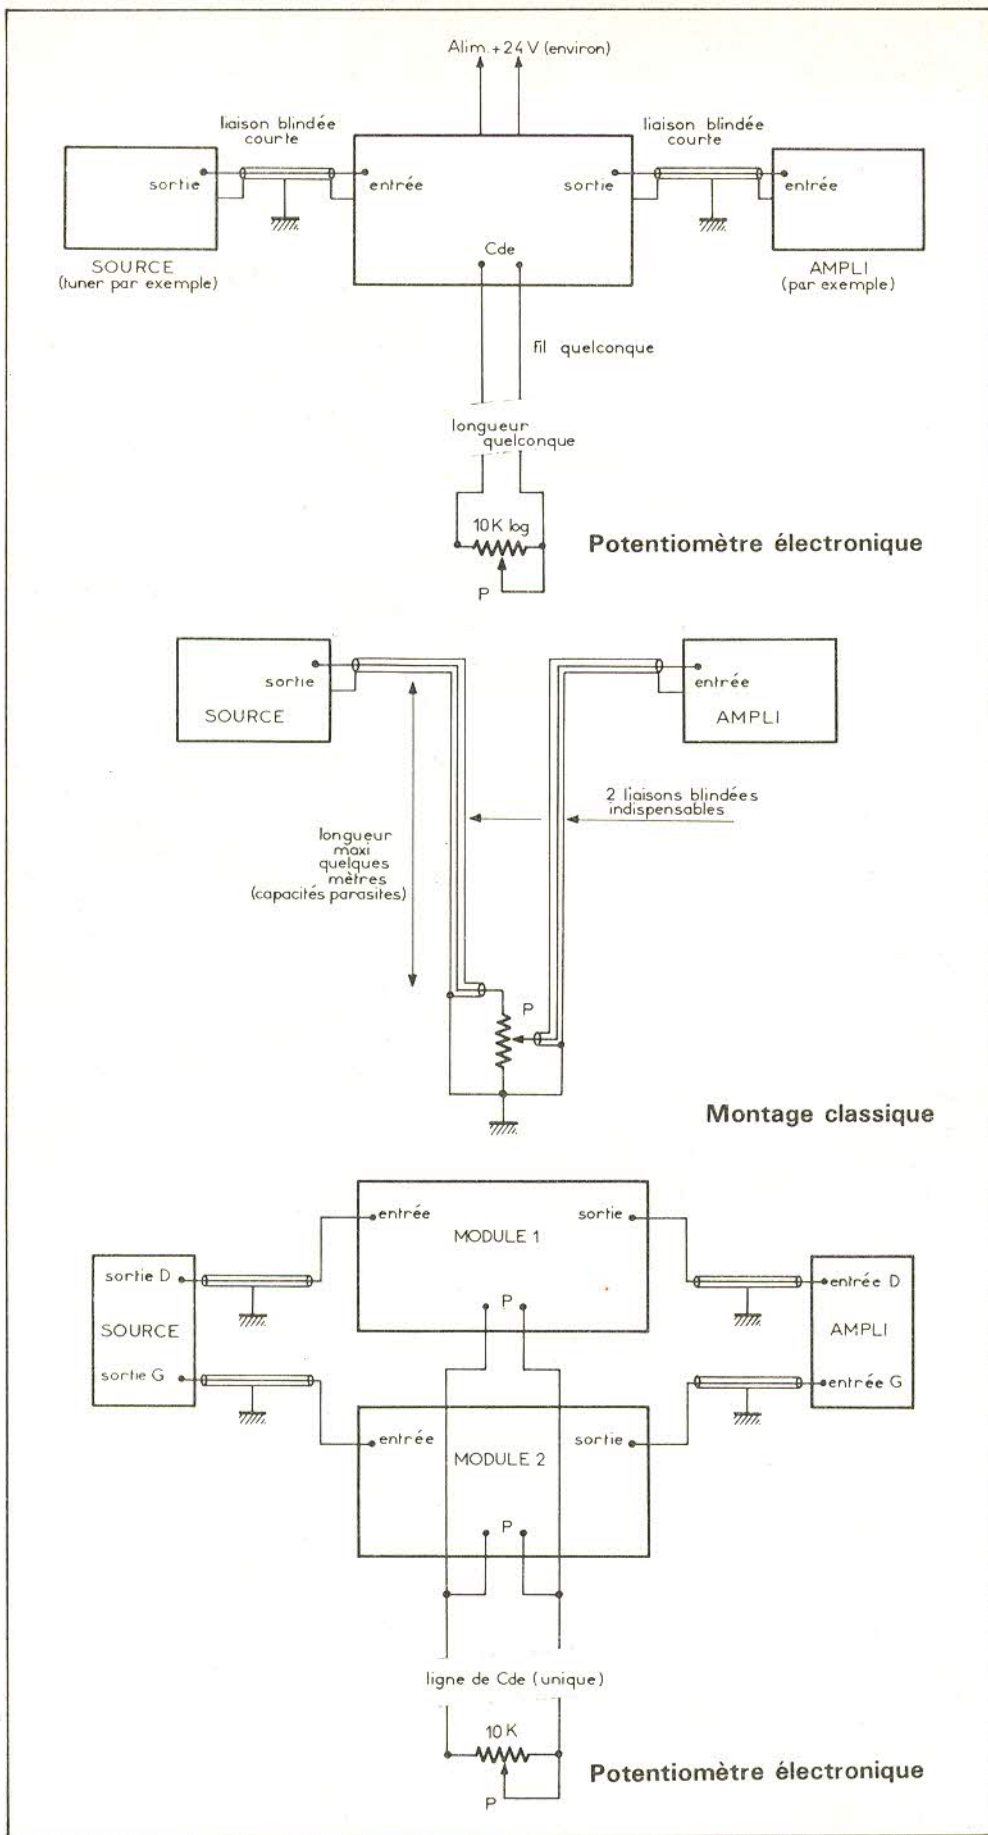 Alim.+24V (environ)
liaison blindée
courte
liaison blindée
courte
sortie
entrée
sortie
entrée
Cde
SOURCE
(tuner par exemple)
AMPLI
(par exemple)
fil quelconque
longueur
quelconque
10K log
P
Potentiomètre électronique
sortie
SOURCE
entrée
AMPLI
2 liaisons blindées
indispensables
longueur
maxi
quelques
mètres
(capacités parasites)
P
Montage classique
entrée
sortie
MODULE 1
sortie D
entrée D
P
SOURCE
AMPLI
sortie G
entrée G
entrée
sortie
MODULE 2
P
ligne de Cde (unique)
10 K
P
Potentiomètre électronique